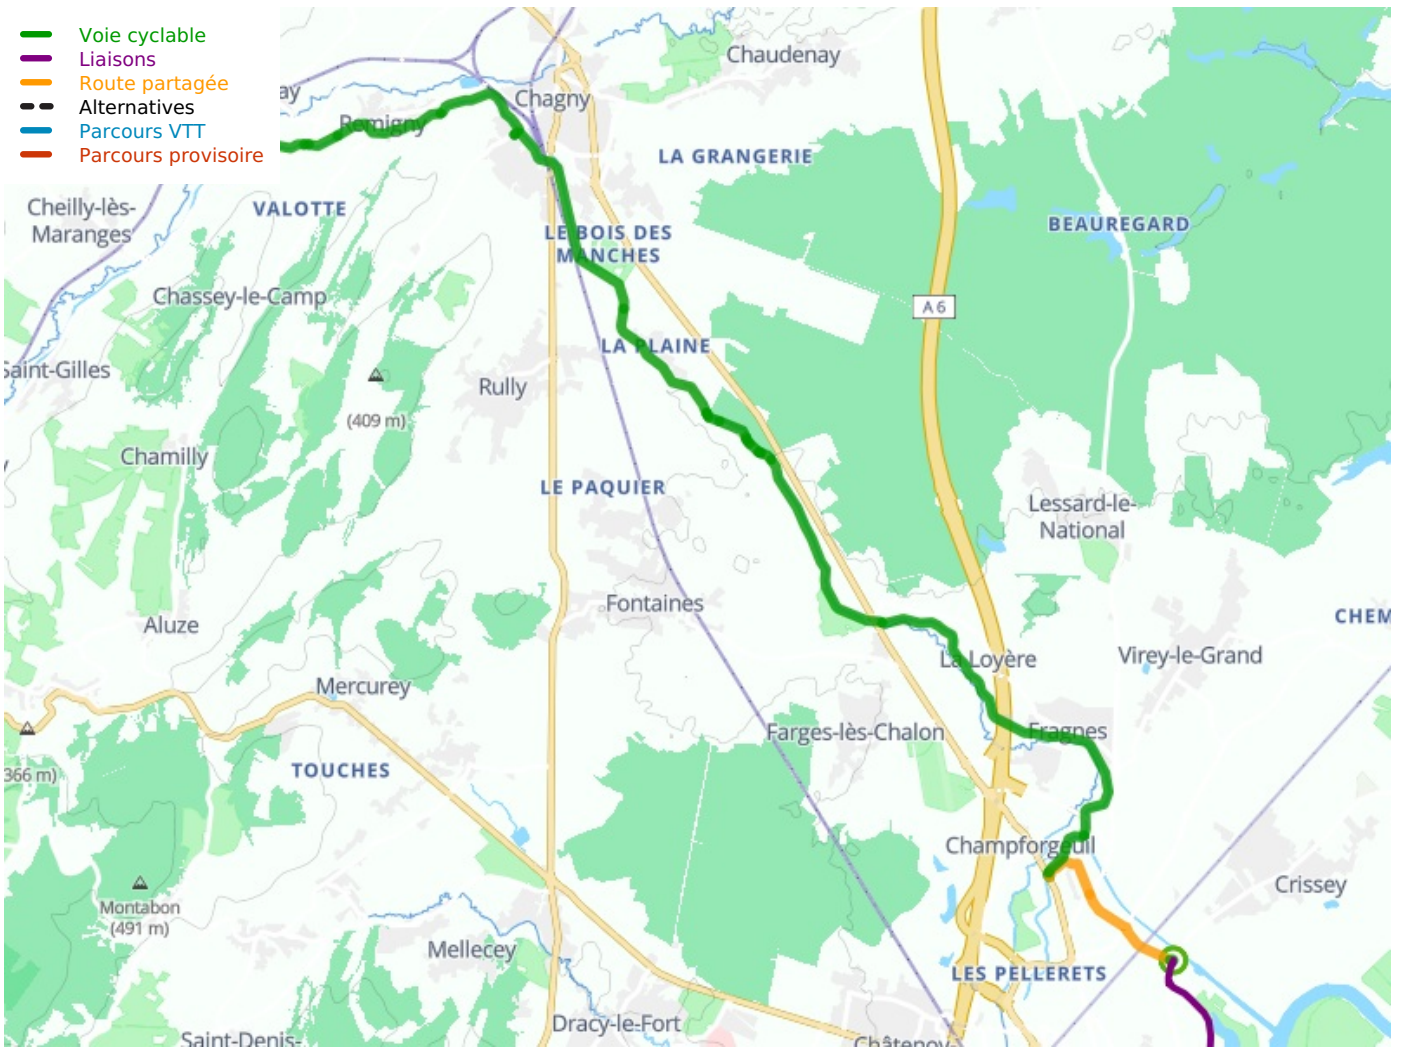 Voie cyclable
Liaisons
Route partagée
Alternatives
Parcours VTT
Parcours provisoire
Chaudenay
ay
Chagny
Remigny
LA GRANGERIE
Cheilly-lès-
Maranges
VALOTTE
BEAUREGARD
LE BOIS DES
MANCHES
Chassey-le-Camp
A 6
LA PLAINE
Saint-Gilles
Rully
(409 m)
Chamilly
LE PAQUIER
Lessard-le-
National
Fontaines
Aluze
CHEM
La Loyère
Virey-le-Grand
Mercurey
Farges-lès-Chalon
Fragnes
366 m)
TOUCHES
Champforgeuil
Crissey
Montabon
(491 m)
Mellecey
LES PELLERETS
Dracy-le-Fort
Saint-Denis-
Châtenoy-